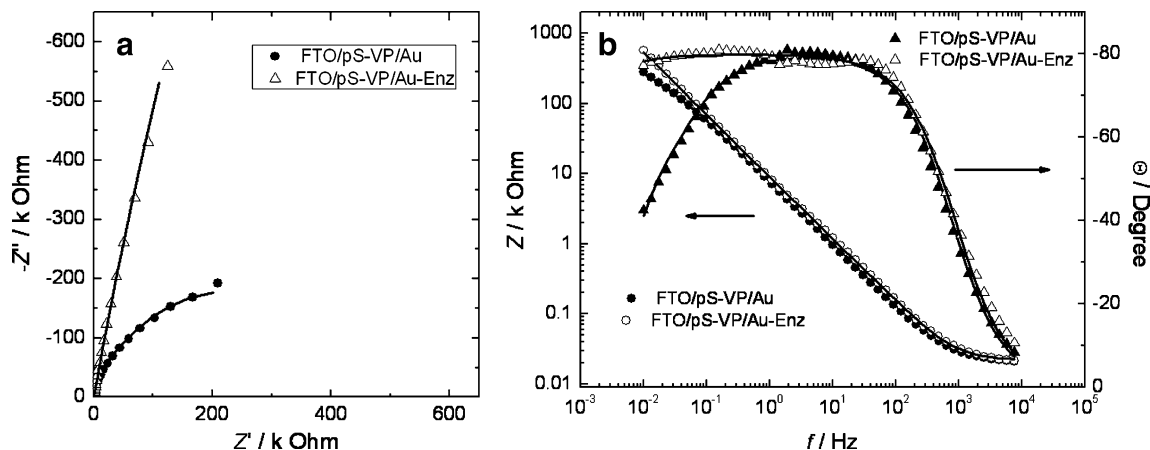 a
-600
-500
-400
-300
-200
-100
0
-Z'' / k Ohm
FTO/pS-VP/Au
FTO/pS-VP/Au-Enz
0 200 400 600
Z' / k Ohm
b
1000
100
10
1
0.1
0.01
Z / k Ohm
FTO/pS-VP/Au
FTO/pS-VP/Au-Enz
FTO/pS-VP/Au
FTO/pS-VP/Au-Enz
-80
-60
-40
-20
0
Θ / Degree
10⁻³ 10⁻² 10⁻¹ 10⁰ 10¹ 10² 10³ 10⁴ 10⁵
f / Hz